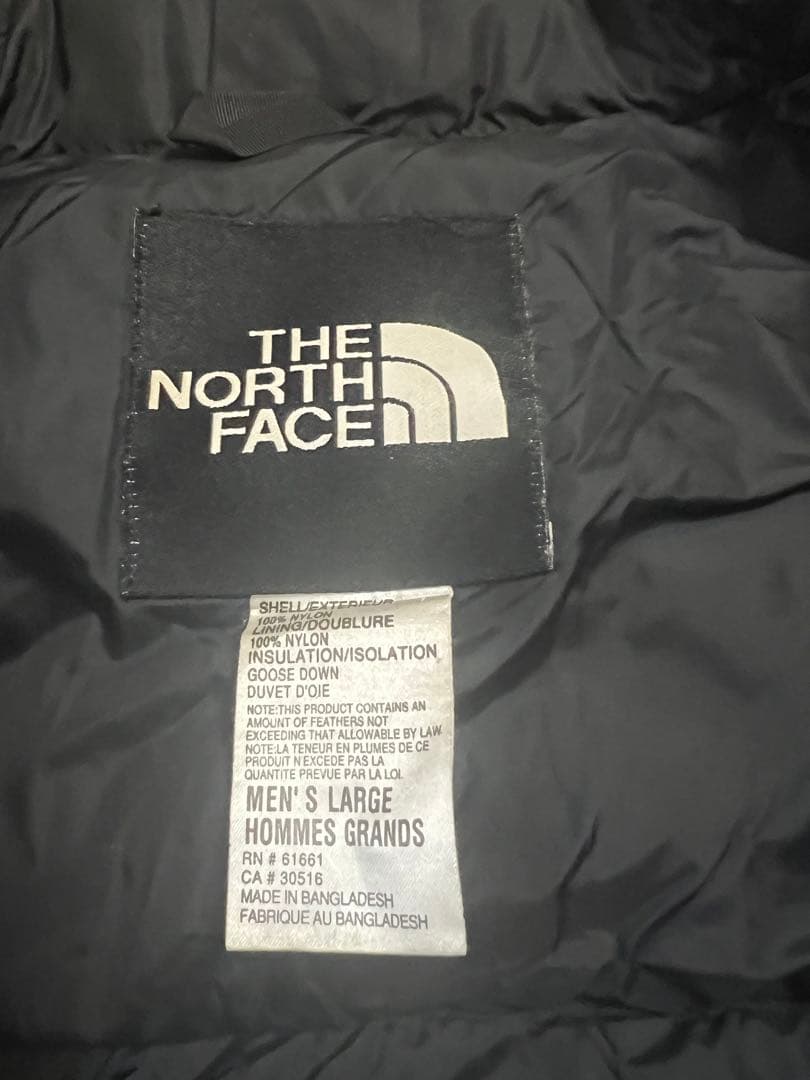 THE
NORTH
FACE
SHELL/EXTERIEUR
100% NYLON
LINING/DOUBLURE
100% NYLON
INSULATION/ISOLATION
GOOSE DOWN
DUVET D'OIE
NOTE:THIS PRODUCT CONTAINS AN
AMOUNT OF FEATHERS NOT
EXCEEDING THAT ALLOWABLE BY LAW.
NOTE:LA TENEUR EN PLUMES DE CE
PRODUIT N'EXCEDE PAS LA
QUANTITE PREVUE PAR LA LOI.
MEN'S LARGE
HOMMES GRANDS
RN # 61661
CA # 30516
MADE IN BANGLADESH
FABRIQUE AU BANGLADESH